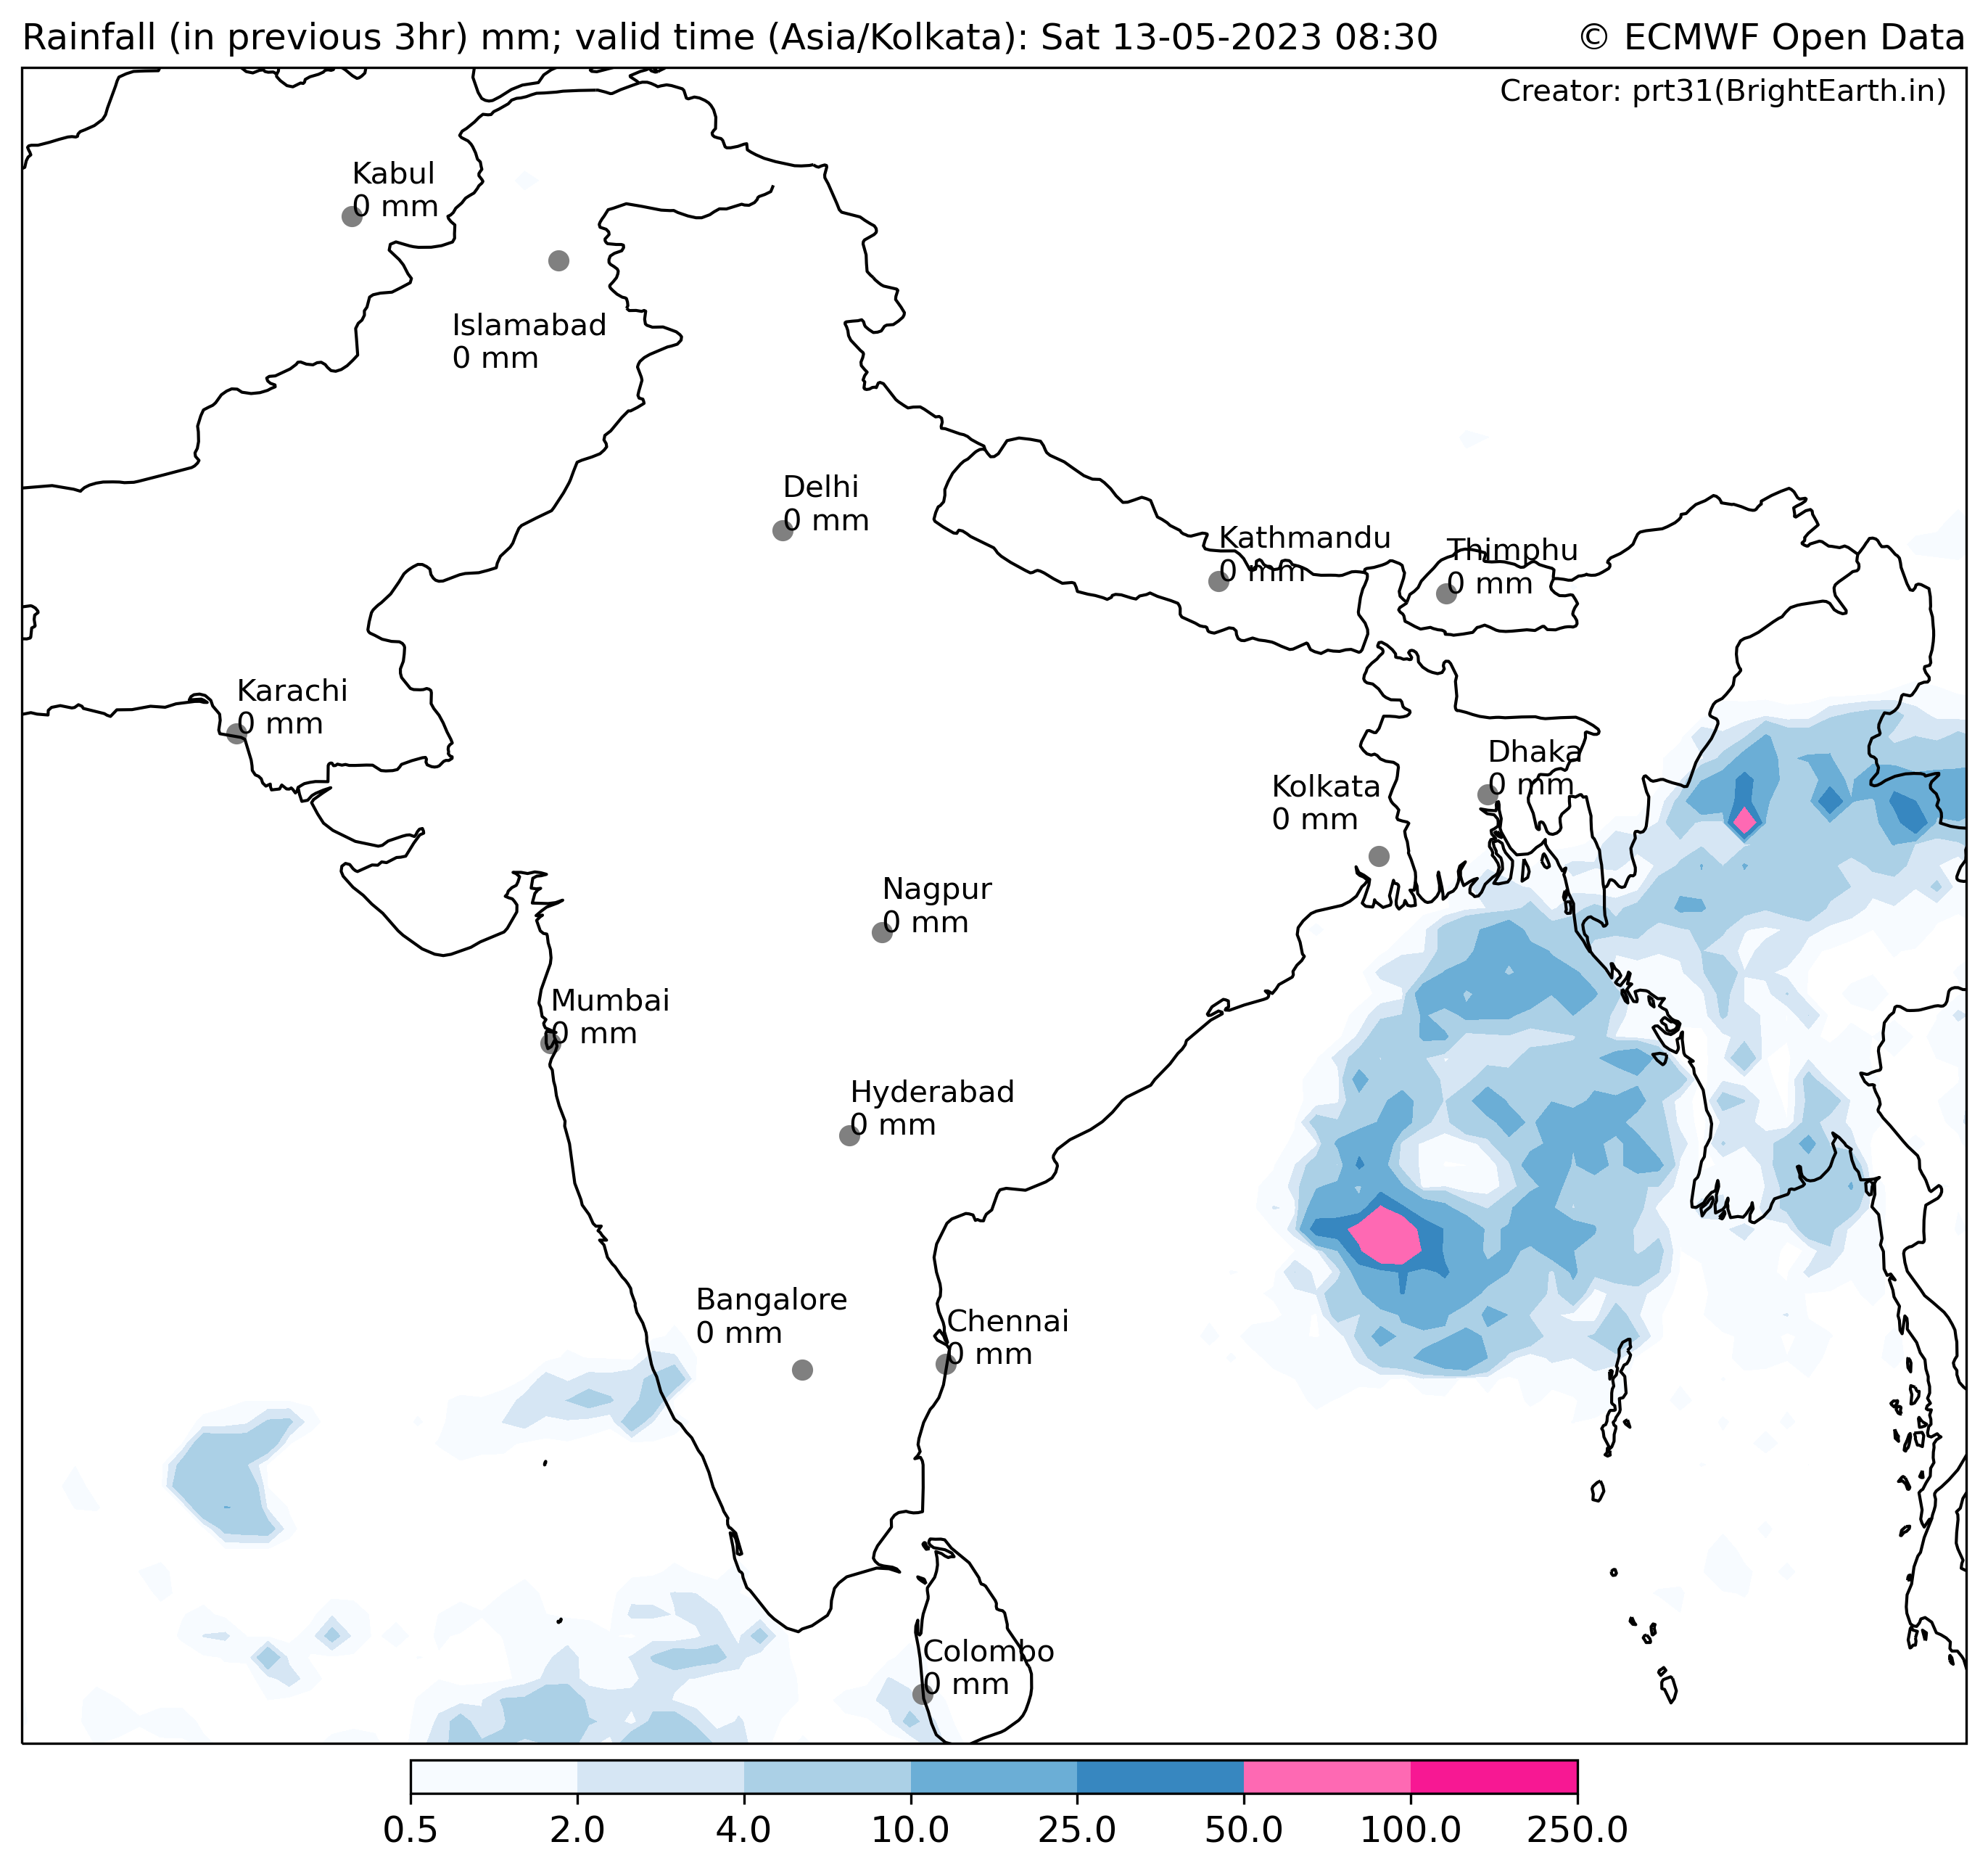 Rainfall (in previous 3hr) mm; valid time (Asia/Kolkata): Sat 13-05-2023 08:30
© ECMWF Open Data
Creator: prt31(BrightEarth.in)
Kabul
0 mm
Islamabad
0 mm
Delhi
0 mm
Kathmandu
0 mm
Thimphu
0 mm
Karachi
0 mm
Dhaka
0 mm
Kolkata
0 mm
Nagpur
0 mm
Mumbai
0 mm
Hyderabad
0 mm
Bangalore
0 mm
Chennai
0 mm
Colombo
0 mm
0.5 2.0 4.0 10.0 25.0 50.0 100.0 250.0